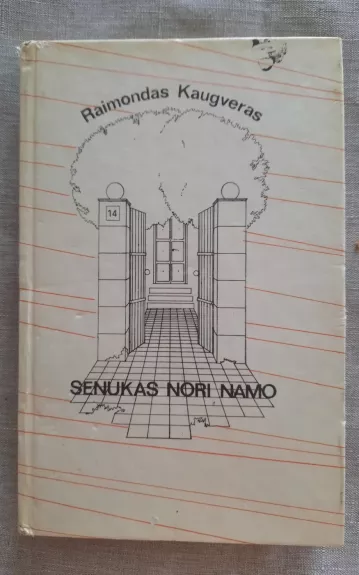 Raimondas Kaugveras
14
SENUKAS NORI NAMO